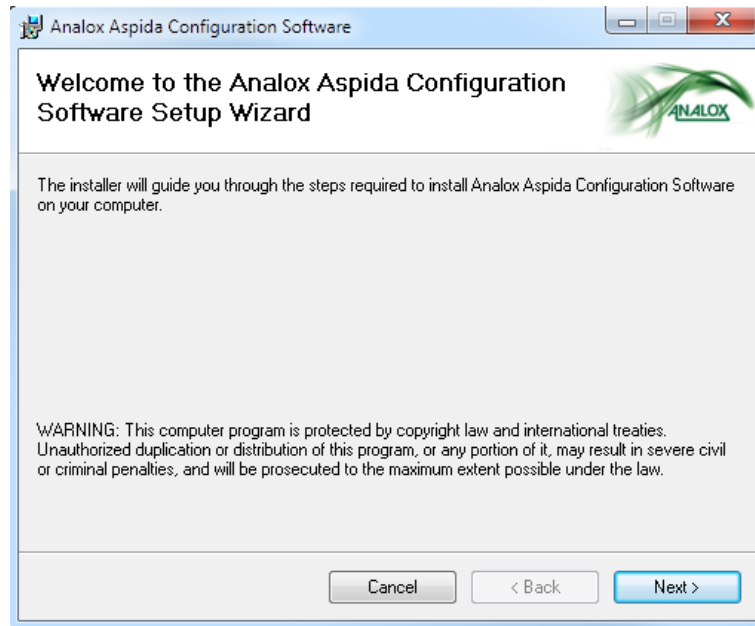 Analox Aspida Configuration Software
Welcome to the Analox Aspida Configuration
Software Setup Wizard
ANALOX
The installer will guide you through the steps required to install Analox Aspida Configuration Software
on your computer.
WARNING: This computer program is protected by copyright law and international treaties.
Unauthorized duplication or distribution of this program, or any portion of it, may result in severe civil
or criminal penalties, and will be prosecuted to the maximum extent possible under the law.
Cancel
< Back
Next >